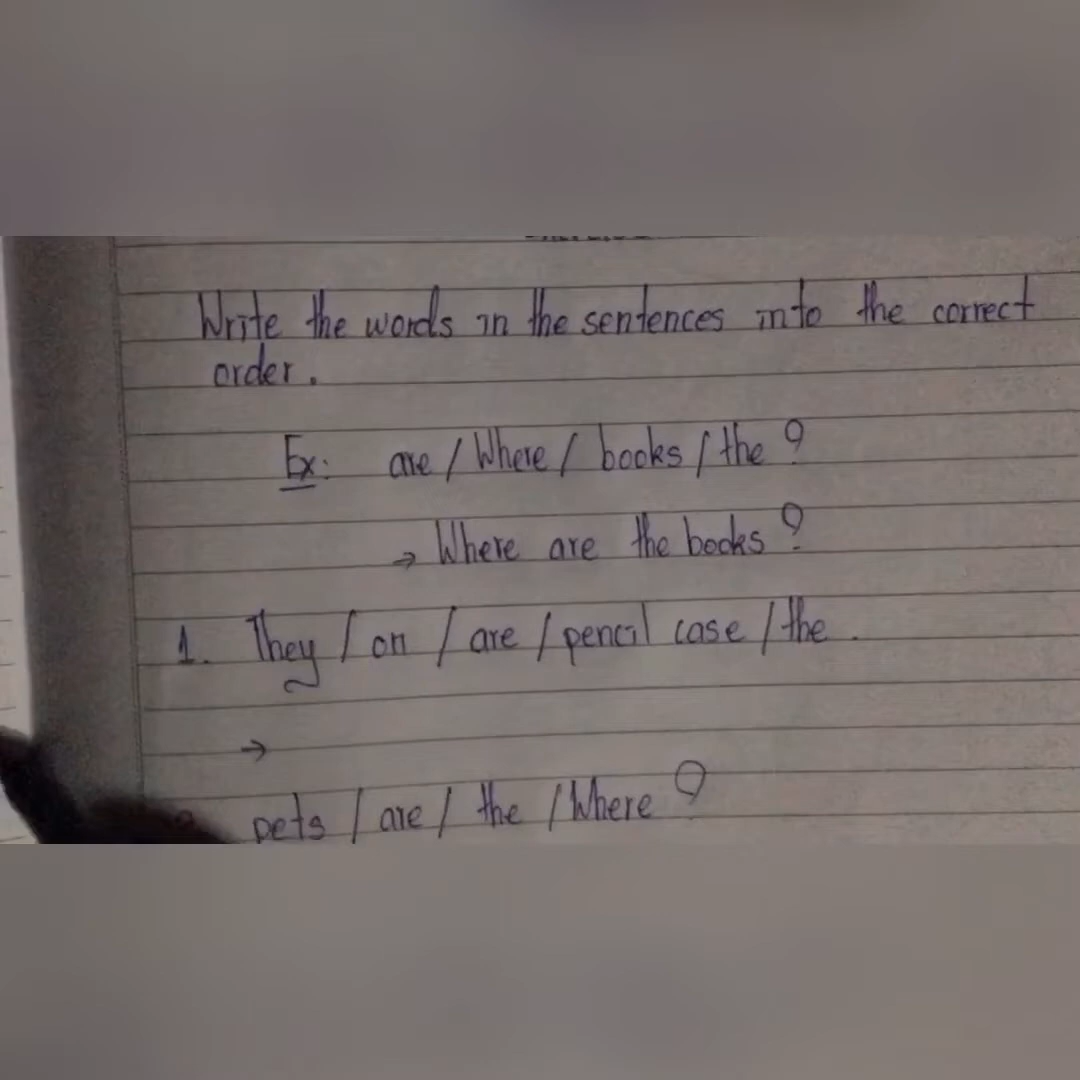 Write the words in the sentences into the correct
order.
Ex: are / Where / books / the ?
→ Where are the books ?
1. They / on / are / pencil case / the .
→
pets / are / the / Where ?